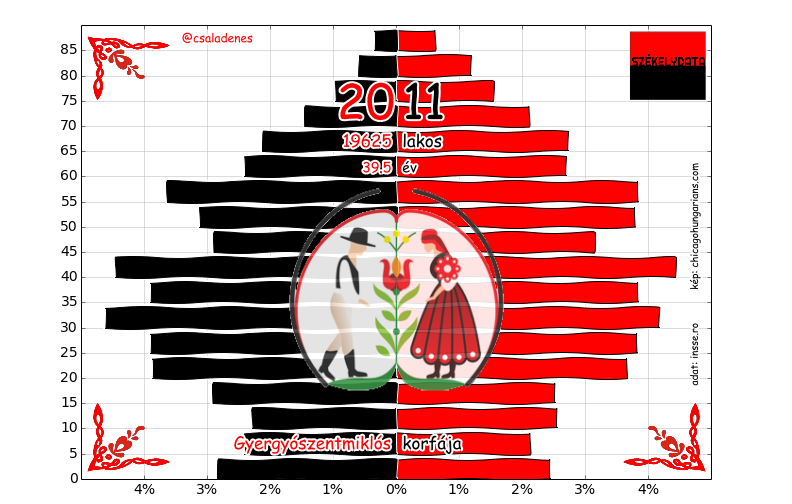 @csaladenes
SZÉKELYDATA
2011
19625 lakos
39.5 év
kép: chicagohungarians.com
adat: insse.ro
Gyergyószentmiklós korfája
85
80
75
70
65
60
55
50
45
40
35
30
25
20
15
10
5
0
4% 3% 2% 1% 0% 1% 2% 3% 4%